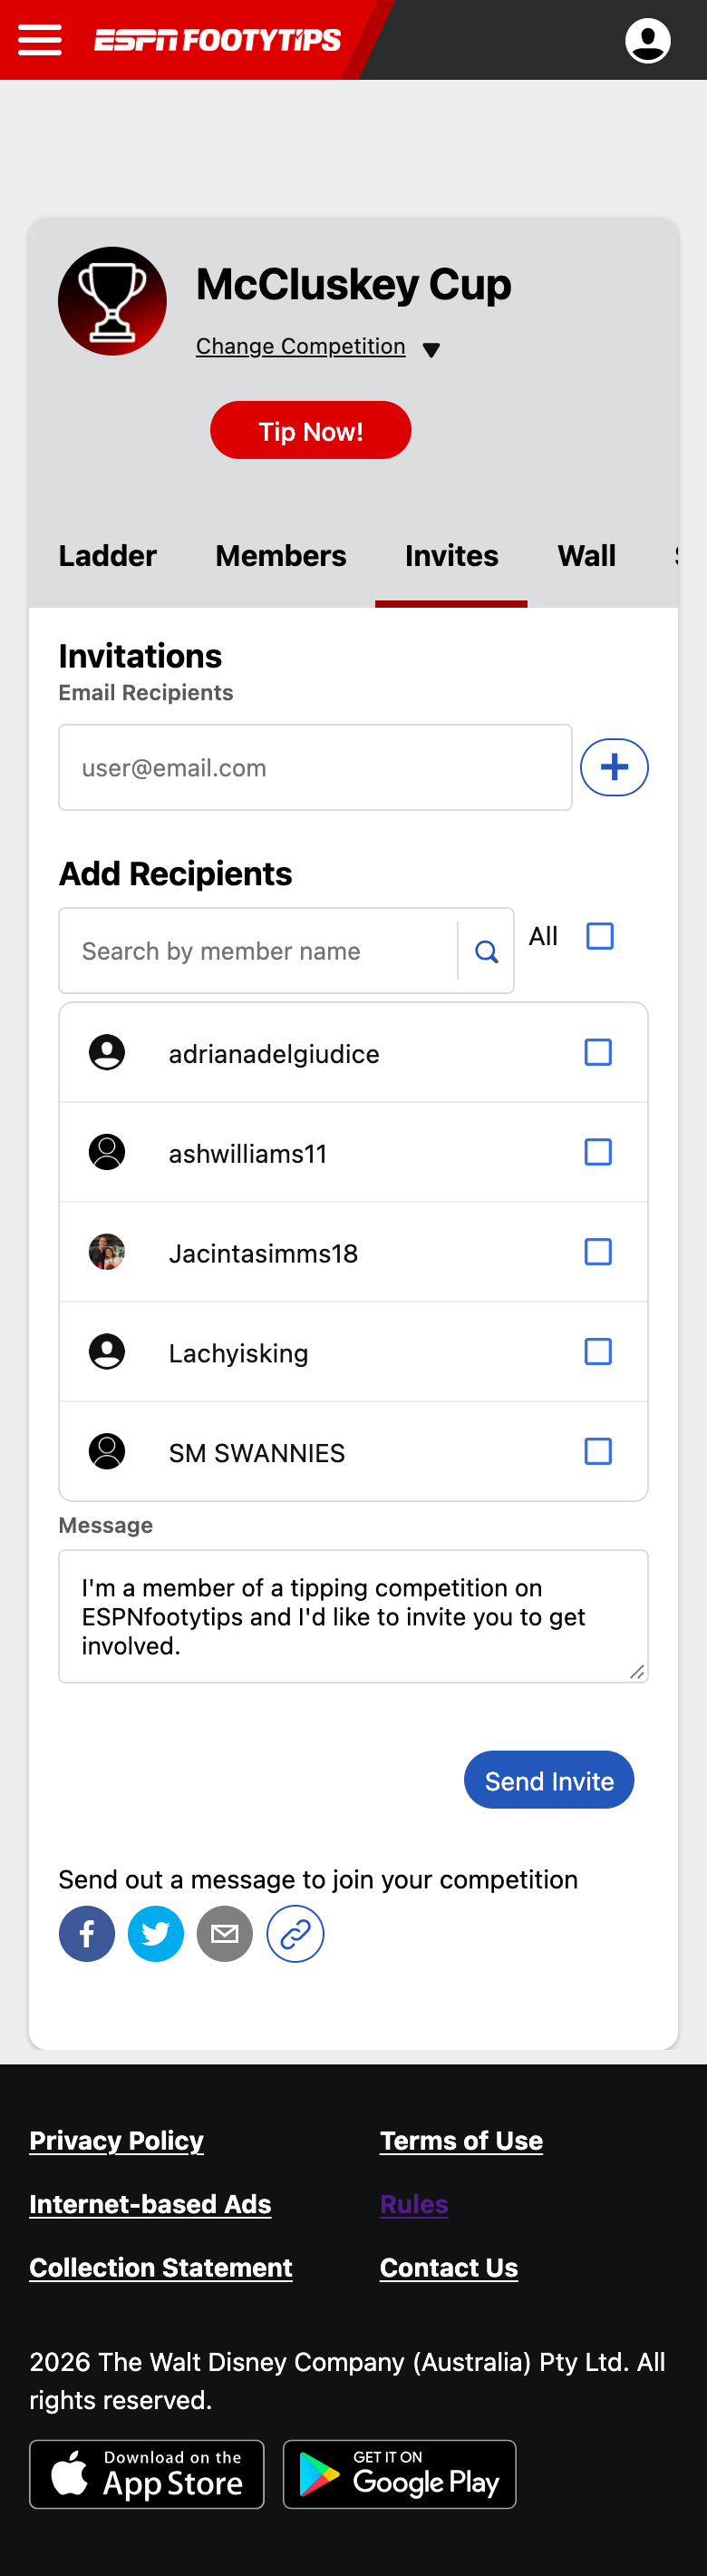 ESPN FOOTYTIPS
McCluskey Cup
Change Competition
Tip Now!
Ladder Members Invites Wall
Invitations
Email Recipients
user@email.com
Add Recipients
Search by member name
All
adrianadelgiudice
ashwilliams11
Jacintasimms18
Lachyisking
SM SWANNIES
Message
I'm a member of a tipping competition on
ESPNfootytips and I'd like to invite you to get
involved.
Send Invite
Send out a message to join your competition
Privacy Policy Terms of Use
Internet-based Ads Rules
Collection Statement Contact Us
2026 The Walt Disney Company (Australia) Pty Ltd. All
rights reserved.
Download on the
App Store
GET IT ON
Google Play